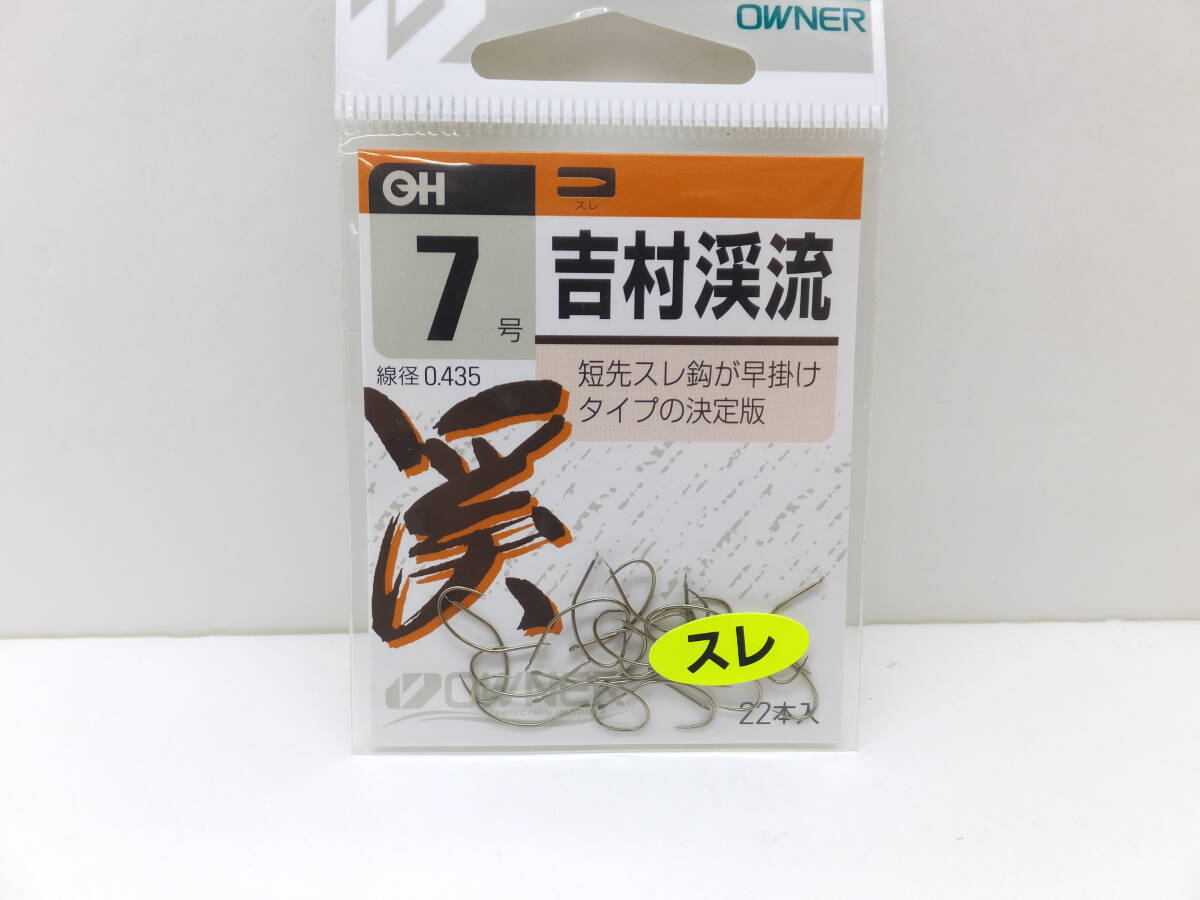 OWNER
OH
スレ
7号
吉村渓流
線径0.435
短先スレ鈎が早掛け
タイプの決定版
渓
スレ
OWNER
22本入